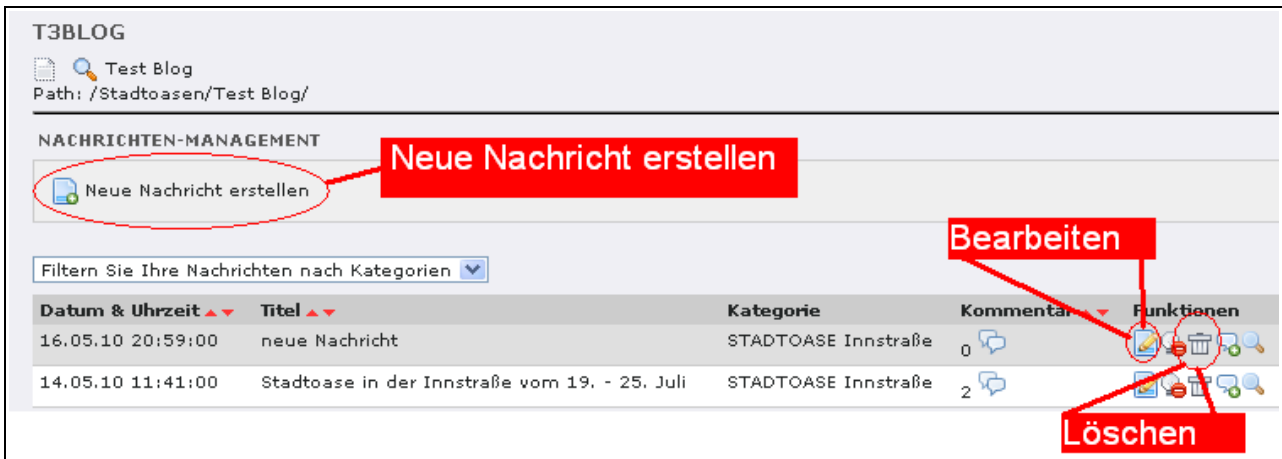 T3BLOG
Test Blog
Path: /Stadtoasen/Test Blog/
NACHRICHTEN-MANAGEMENT
Neue Nachricht erstellen
Neue Nachricht erstellen
Bearbeiten
Filtern Sie Ihre Nachrichten nach Kategorien
Datum & Uhrzeit Titel Kategorie Kommentar Funktionen
16.05.10 20:59:00 neue Nachricht STADTOASE Innstraße 0
14.05.10 11:41:00 Stadtoase in der Innstraße vom 19. - 25. Juli STADTOASE Innstraße 2
Löschen